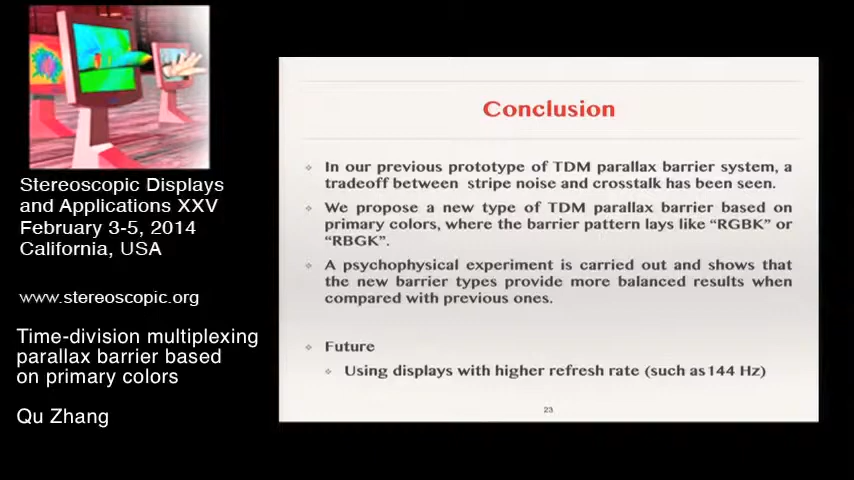 Stereoscopic Displays
and Applications XXV
February 3-5, 2014
California, USA
www.stereoscopic.org
Time-division multiplexing
parallax barrier based
on primary colors
Qu Zhang
Conclusion
In our previous prototype of TDM parallax barrier system, a
tradeoff between stripe noise and crosstalk has been seen.
We propose a new type of TDM parallax barrier based on
primary colors, where the barrier pattern lays like “RGBK” or
“RBGK”.
A psychophysical experiment is carried out and shows that
the new barrier types provide more balanced results when
compared with previous ones.
Future
Using displays with higher refresh rate (such as 144 Hz)
23